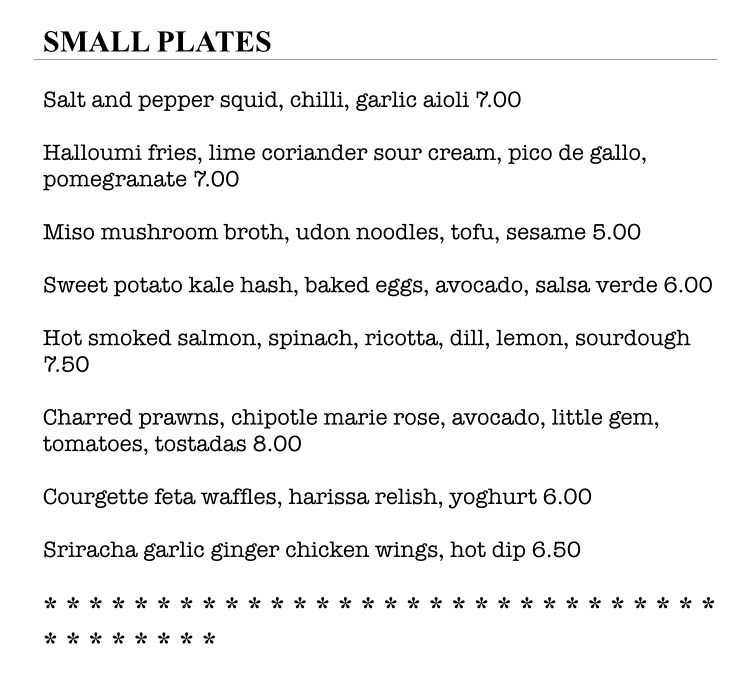 SMALL PLATES
Salt and pepper squid, chilli, garlic aioli 7.00
Halloumi fries, lime coriander sour cream, pico de gallo,
pomegranate 7.00
Miso mushroom broth, udon noodles, tofu, sesame 5.00
Sweet potato kale hash, baked eggs, avocado, salsa verde 6.00
Hot smoked salmon, spinach, ricotta, dill, lemon, sourdough
7.50
Charred prawns, chipotle marie rose, avocado, little gem,
tomatoes, tostadas 8.00
Courgette feta waffles, harissa relish, yoghurt 6.00
Sriracha garlic ginger chicken wings, hot dip 6.50
* * * * * * * * * * * * * * * * * * * * * * * * * * * * * *
* * * * * * * *